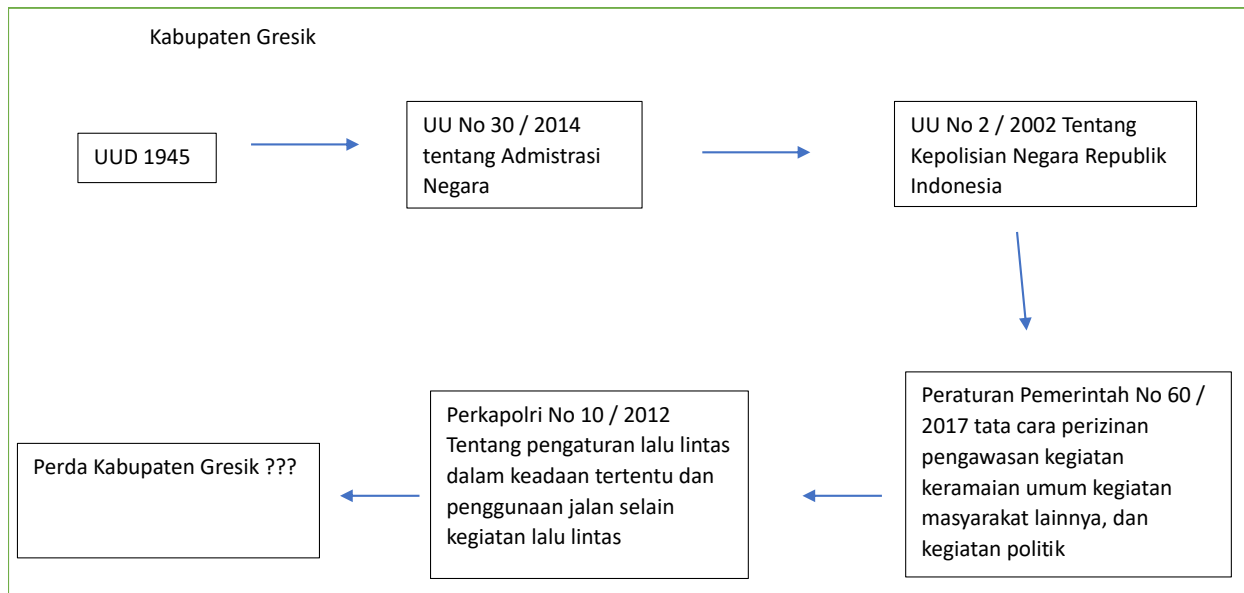 Kabupaten Gresik
UUD 1945
UU No 30 / 2014
tentang Admistrasi
Negara
UU No 2 / 2002 Tentang
Kepolisian Negara Republik
Indonesia
Peraturan Pemerintah No 60 /
2017 tata cara perizinan
pengawasan kegiatan
keramaian umum kegiatan
masyarakat lainnya, dan
kegiatan politik
Perkapolri No 10 / 2012
Tentang pengaturan lalu lintas
dalam keadaan tertentu dan
penggunaan jalan selain
kegiatan lalu lintas
Perda Kabupaten Gresik ???